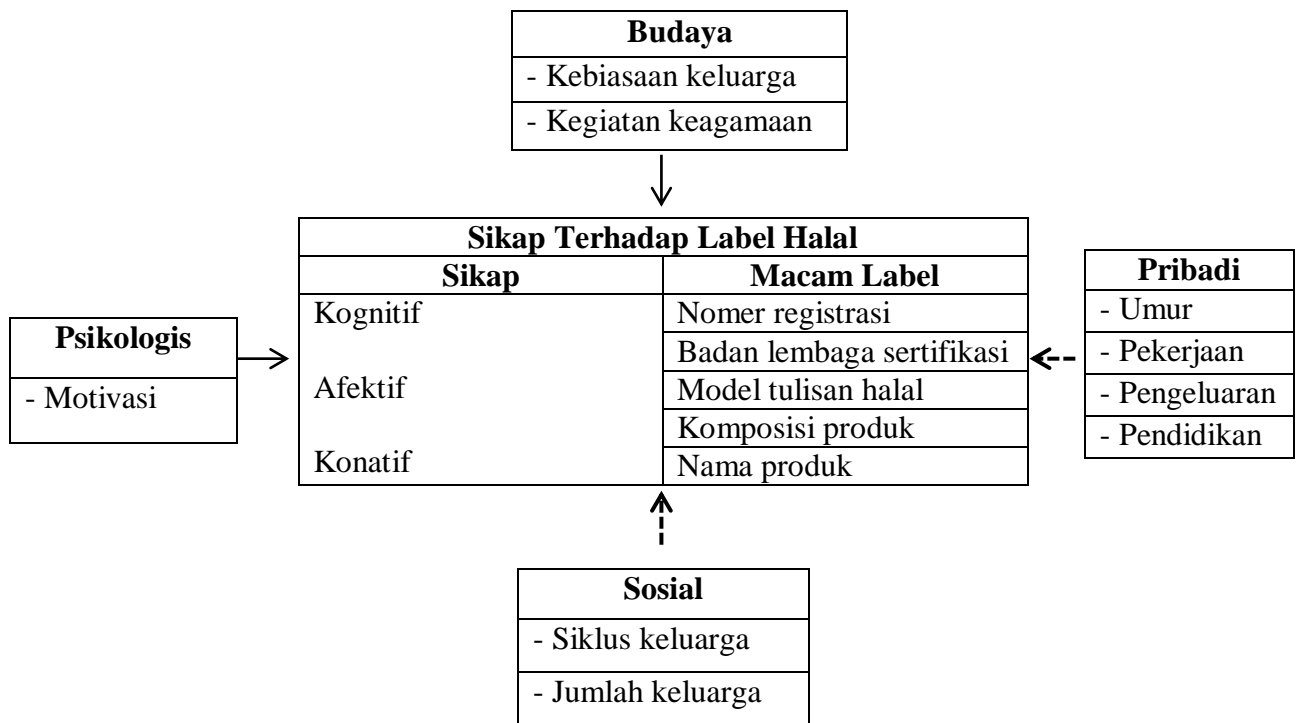 Budaya
- Kebiasaan keluarga
- Kegiatan keagamaan
Sikap Terhadap Label Halal
Sikap
Macam Label
Kognitif
Afektif
Konatif
Nomer registrasi
Badan lembaga sertifikasi
Model tulisan halal
Komposisi produk
Nama produk
Psikologis
- Motivasi
Pribadi
- Umur
- Pekerjaan
- Pengeluaran
- Pendidikan
Sosial
- Siklus keluarga
- Jumlah keluarga